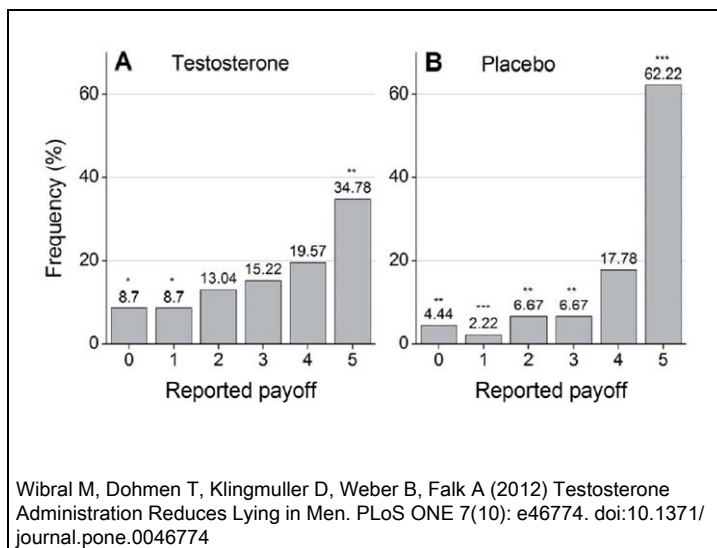 A Testosterone
Frequency (%)
60
40
20
0
*
8.7
*
8.7
13.04
15.22
19.57
**
34.78
0 1 2 3 4 5
Reported payoff
B Placebo
60
40
20
0
**
4.44
***
2.22
**
6.67
**
6.67
17.78
***
62.22
0 1 2 3 4 5
Reported payoff
Wibral M, Dohmen T, Klingmuller D, Weber B, Falk A (2012) Testosterone
Administration Reduces Lying in Men. PLoS ONE 7(10): e46774. doi:10.1371/
journal.pone.0046774